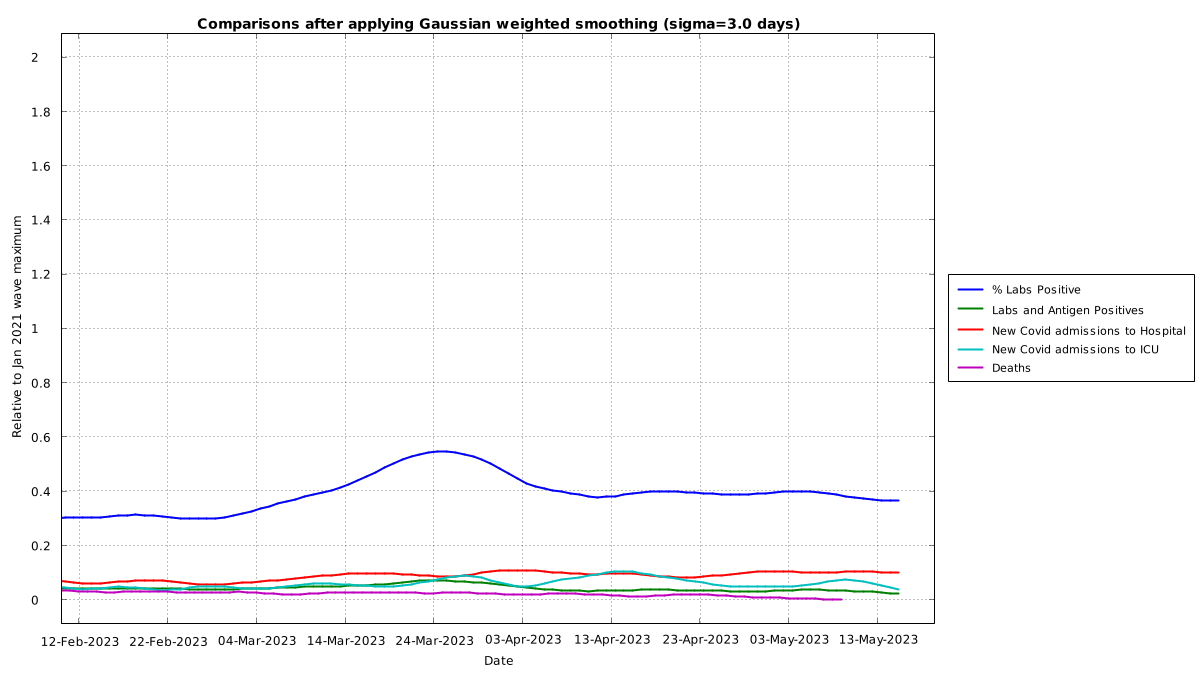 Comparisons after applying Gaussian weighted smoothing (sigma=3.0 days)
Relative to Jan 2021 wave maximum
2
1.8
1.6
1.4
1.2
1
0.8
0.6
0.4
0.2
0
12-Feb-2023 22-Feb-2023 04-Mar-2023 14-Mar-2023 24-Mar-2023 03-Apr-2023 13-Apr-2023 23-Apr-2023 03-May-2023 13-May-2023
Date
% Labs Positive
Labs and Antigen Positives
New Covid admissions to Hospital
New Covid admissions to ICU
Deaths